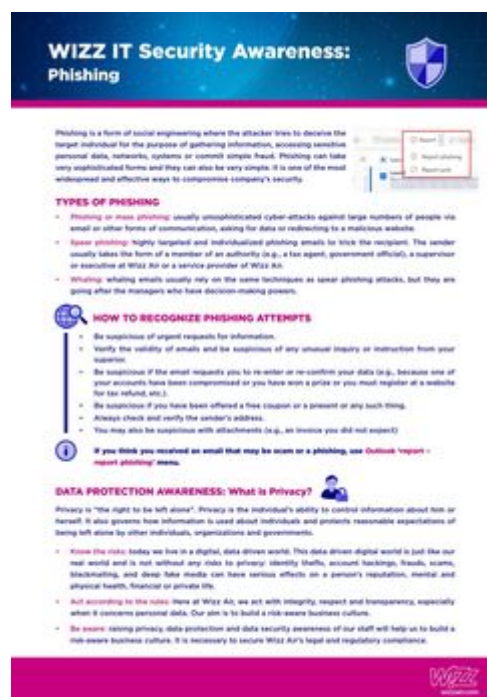 WIZZ IT Security Awareness:
Phishing
Phishing is a form of social engineering where the attacker tries to deceive the
target individual for the purpose of gathering information, accessing sensitive
personal data, networks, systems or commit simple fraud. Phishing can take
very sophisticated forms and they can also be very simple. It is one of the most
widespread and effective ways to compromise company's security.
Report
Report phishing
Report junk
TYPES OF PHISHING
• Phishing or mass phishing: usually unsophisticated cyber-attacks against large numbers of people via
email or other forms of communication, asking for data or redirecting to a malicious website.
• Spear phishing: highly targeted and individualized phishing emails to trick the recipient. The sender
usually takes the form of a member of an authority (e.g., a tax agent, government official), a supervisor
or executive at Wizz Air or a service provider of Wizz Air.
• Whaling: whaling emails usually rely on the same techniques as spear phishing attacks, but they are
going after the managers who have decision-making powers.
HOW TO RECOGNIZE PHISHING ATTEMPTS
• Be suspicious of urgent requests for information.
• Verify the validity of emails and be suspicious of any unusual inquiry or instruction from your
superior.
• Be suspicious if the email requests you to re-enter or re-confirm your data (e.g., because one of
your accounts have been compromised or you have won a prize or you must register at a website
for tax refund, etc.).
• Be suspicious if you have been offered a free coupon or a present or any such thing.
• Always check and verify the sender's address.
• You may also be suspicious with attachments (e.g., an invoice you did not expect)
If you think you received an email that may be scam or a phishing, use Outlook 'report –
report phishing' menu.
DATA PROTECTION AWARENESS: What is Privacy?
Privacy is "the right to be left alone". Privacy is the individual's ability to control information about him or
herself. It also governs how information is used about individuals and protects reasonable expectations of
being left alone by other individuals, organizations and governments.
• Know the risks: today we live in a digital, data driven world. This data driven digital world is just like our
real world and is not without any risks to privacy: identity thefts, account hackings, frauds, scams,
blackmailing, and deep fake media can have serious effects on a person's reputation, mental and
physical health, financial or private life.
• Act according to the rules: Here at Wizz Air, we act with integrity, respect and transparency, especially
when it concerns personal data. Our aim is to build a risk-aware business culture.
• Be aware: raising privacy, data protection and data security awareness of our staff will help us to build a
risk-aware business culture. It is necessary to secure Wizz Air's legal and regulatory compliance.
WIZZ
wizzair.com